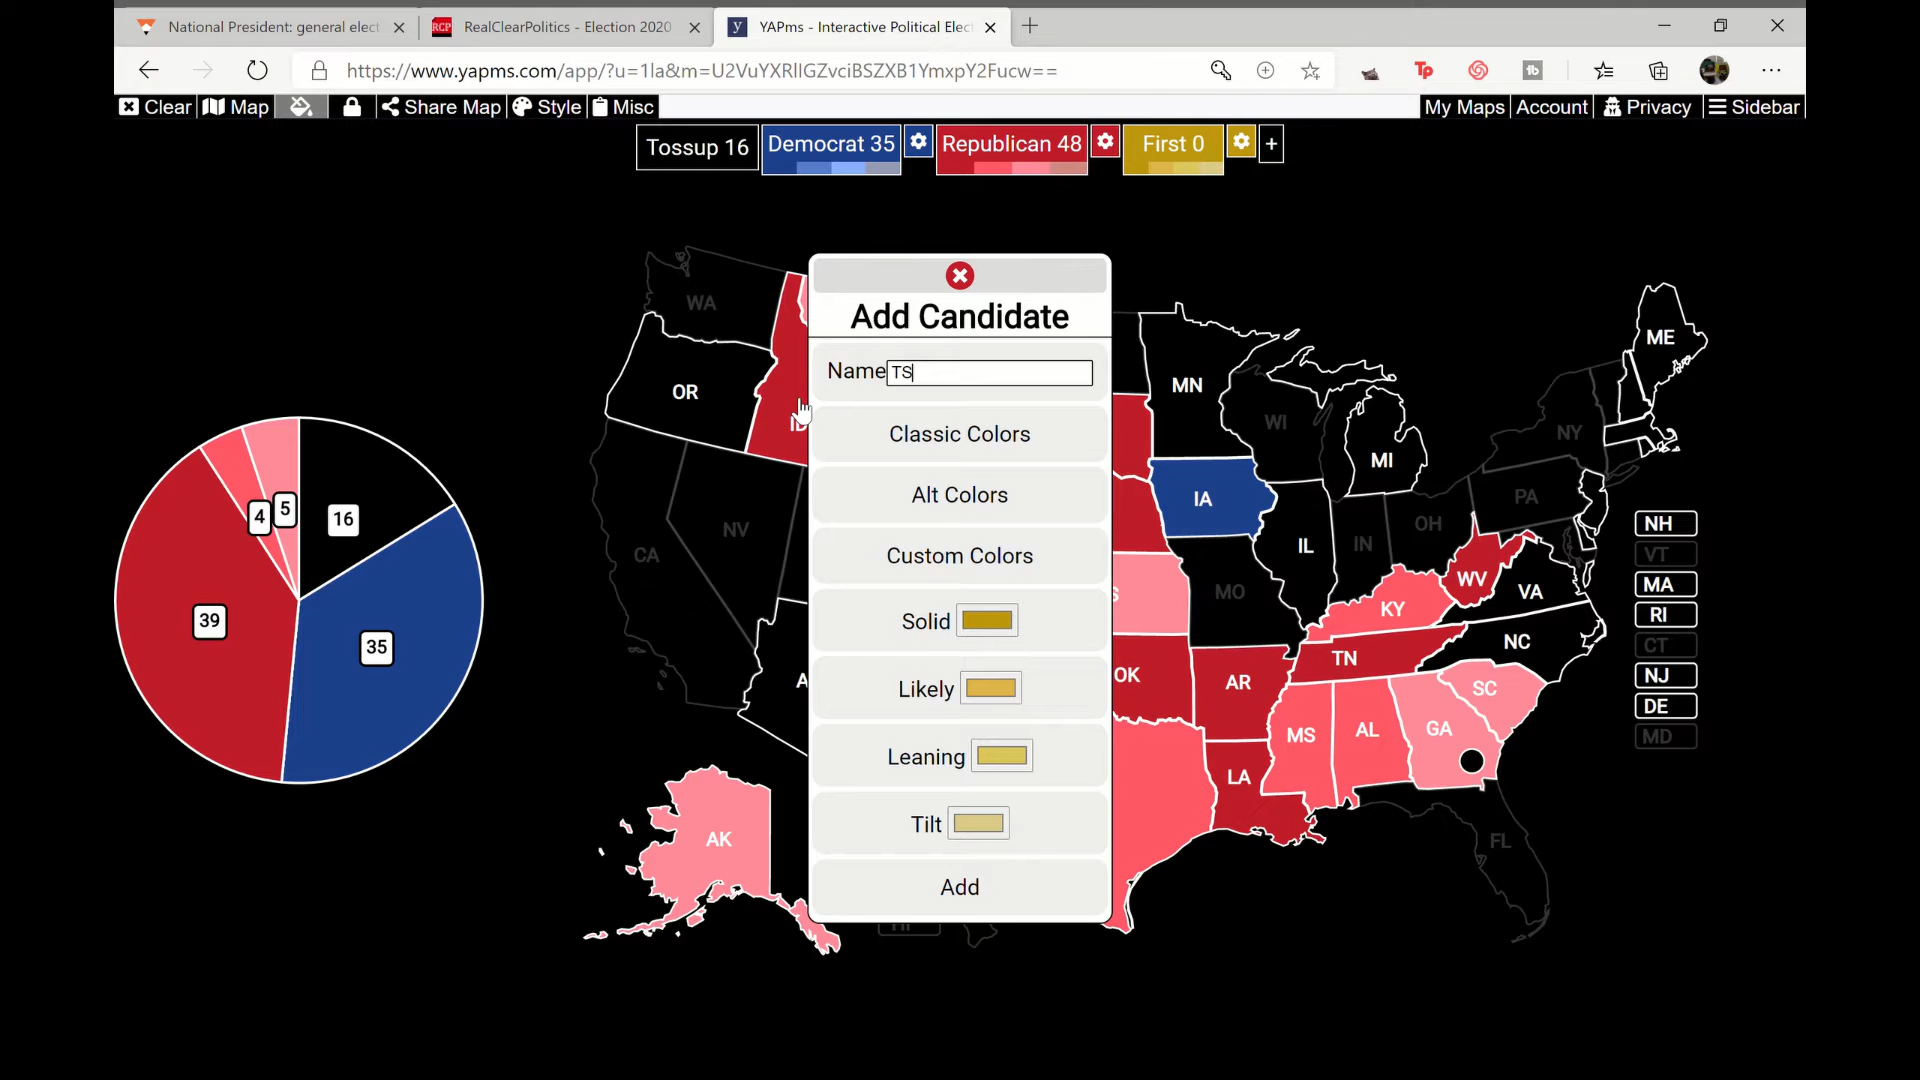 National President: general elect
RealClearPolitics - Election 2020
YAPms - Interactive Political Elec
https://www.yapms.com/app/?u=1la&m=U2VuYXRlIGZvciBSZXB1YmxpY2Fucw==
Clear Map Share Map Style Misc My Maps Account Privacy Sidebar
Tossup 16 Democrat 35 Republican 48 First 0 +
Add Candidate
Name TS
Classic Colors
Alt Colors
Custom Colors
Solid
Likely
Leaning
Tilt
Add
WA
OR
ID
NV
CA
AK
HI
MN
WI
MI
IA
IL
IN
OH
PA
NY
ME
MO
KY
WV
VA
NC
TN
OK
AR
SC
MS
AL
GA
LA
FL
NH
VT
MA
RI
CT
NJ
DE
MD
4
5
16
39
35